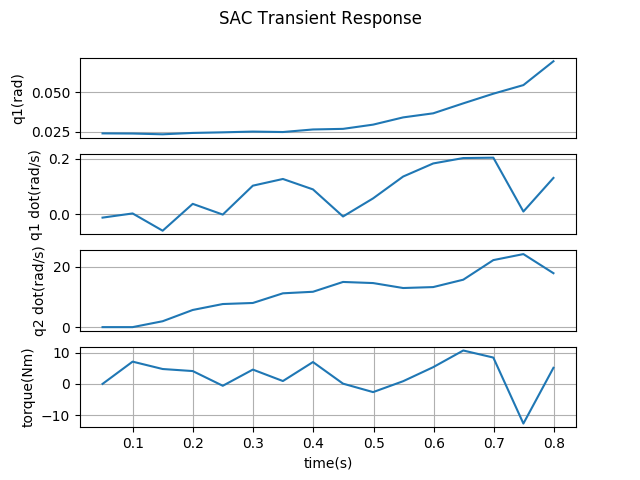 SAC Transient Response
q1(rad)
0.050
0.025
q1 dot(rad/s)
0.2
0.0
q2 dot(rad/s)
20
0
torque(Nm)
10
0
−10
0.1 0.2 0.3 0.4 0.5 0.6 0.7 0.8
time(s)